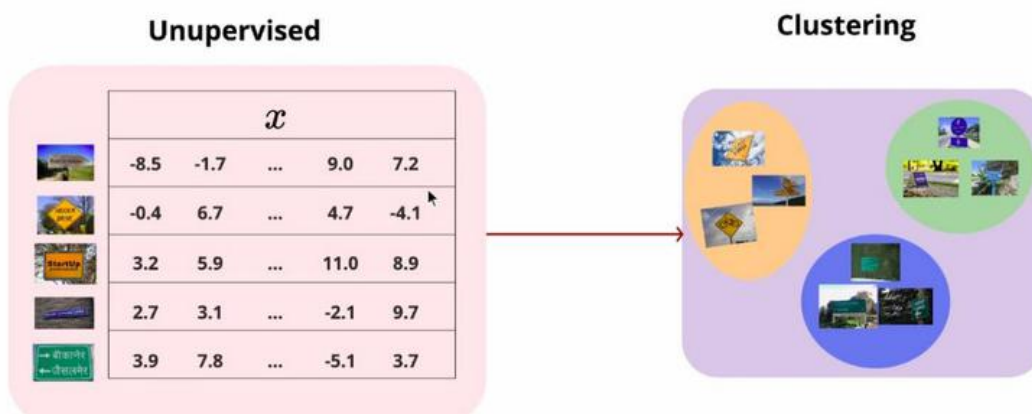 Unupervised
Clustering
x
-8.5 -1.7 ... 9.0 7.2
-0.4 6.7 ... 4.7 -4.1
3.2 5.9 ... 11.0 8.9
2.7 3.1 ... -2.1 9.7
3.9 7.8 ... -5.1 3.7
StartUp
→ बीकानेर
← जैसलमेर